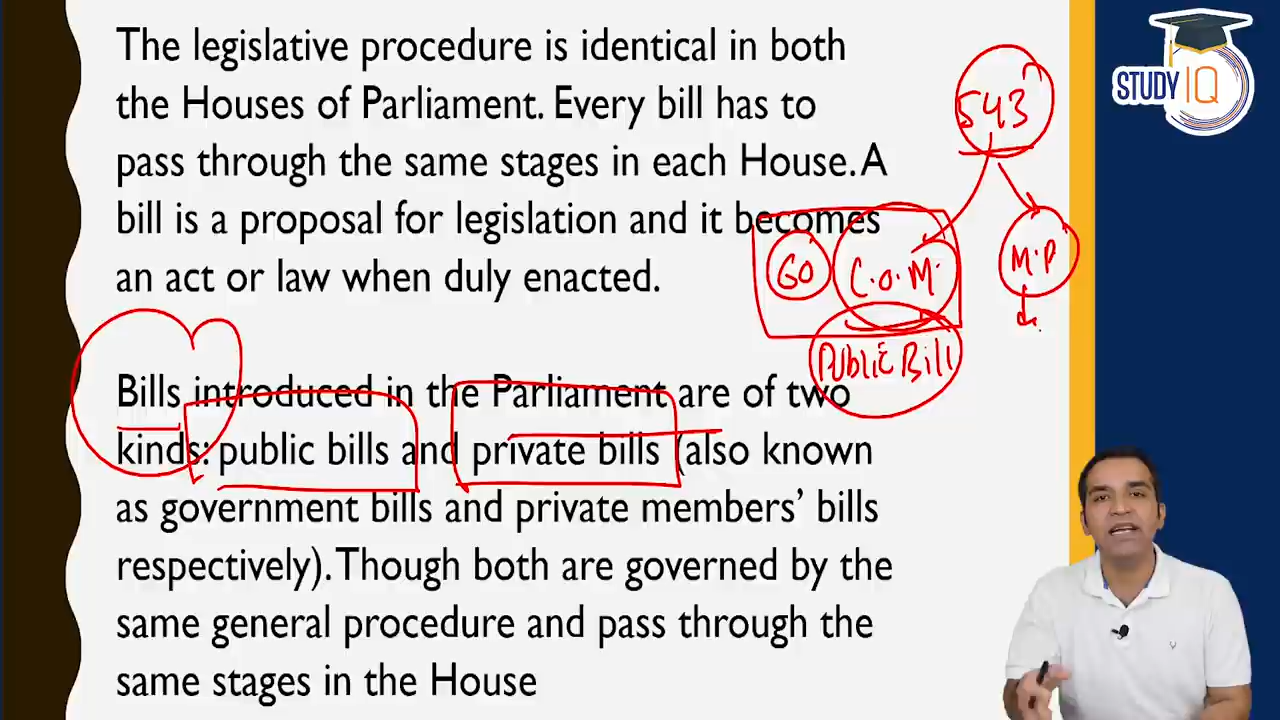 The legislative procedure is identical in both
the Houses of Parliament. Every bill has to
pass through the same stages in each House. A
bill is a proposal for legislation and it becomes
an act or law when duly enacted.
Bills introduced in the Parliament are of two
kinds: public bills and private bills (also known
as government bills and private members' bills
respectively). Though both are governed by the
same general procedure and pass through the
same stages in the House
543
60
C.O.M.
M.P
Public Bill
STUDY IQ